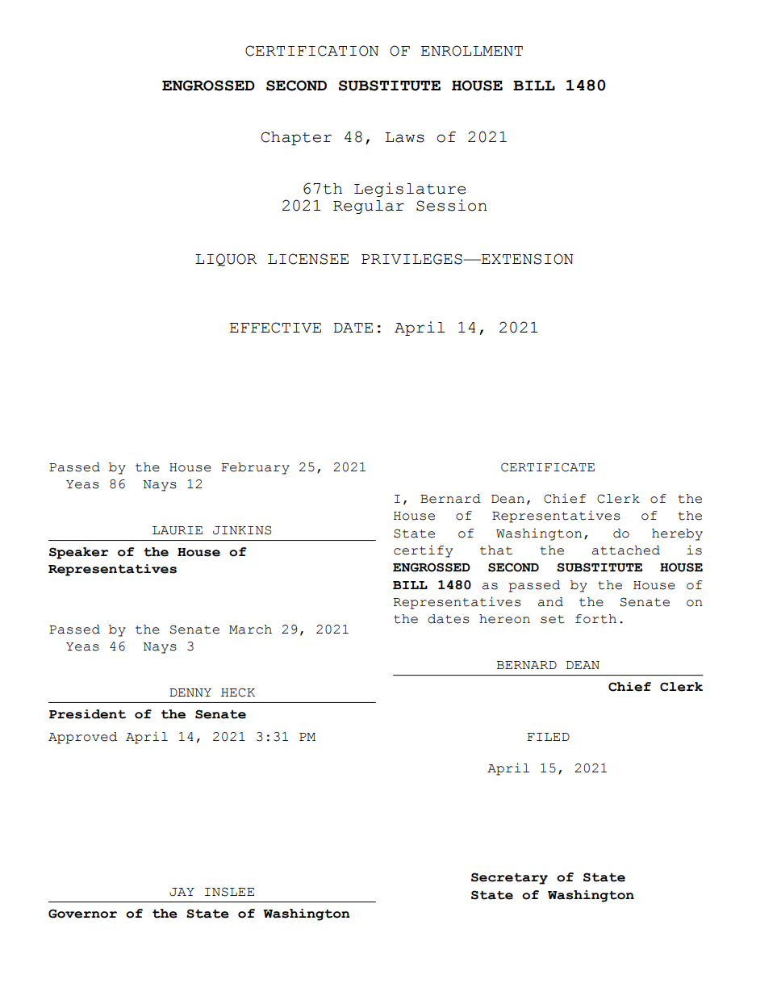 CERTIFICATION OF ENROLLMENT
ENGROSSED SECOND SUBSTITUTE HOUSE BILL 1480
Chapter 48, Laws of 2021
67th Legislature
2021 Regular Session
LIQUOR LICENSEE PRIVILEGES—EXTENSION
EFFECTIVE DATE: April 14, 2021
Passed by the House February 25, 2021
Yeas 86  Nays 12
LAURIE JINKINS
Speaker of the House of
Representatives
Passed by the Senate March 29, 2021
Yeas 46  Nays 3
DENNY HECK
President of the Senate
Approved April 14, 2021 3:31 PM
JAY INSLEE
Governor of the State of Washington
CERTIFICATE
I, Bernard Dean, Chief Clerk of the
House of Representatives of the
State of Washington, do hereby
certify that the attached is
ENGROSSED SECOND SUBSTITUTE HOUSE
BILL 1480 as passed by the House of
Representatives and the Senate on
the dates hereon set forth.
BERNARD DEAN
Chief Clerk
FILED
April 15, 2021
Secretary of State
State of Washington